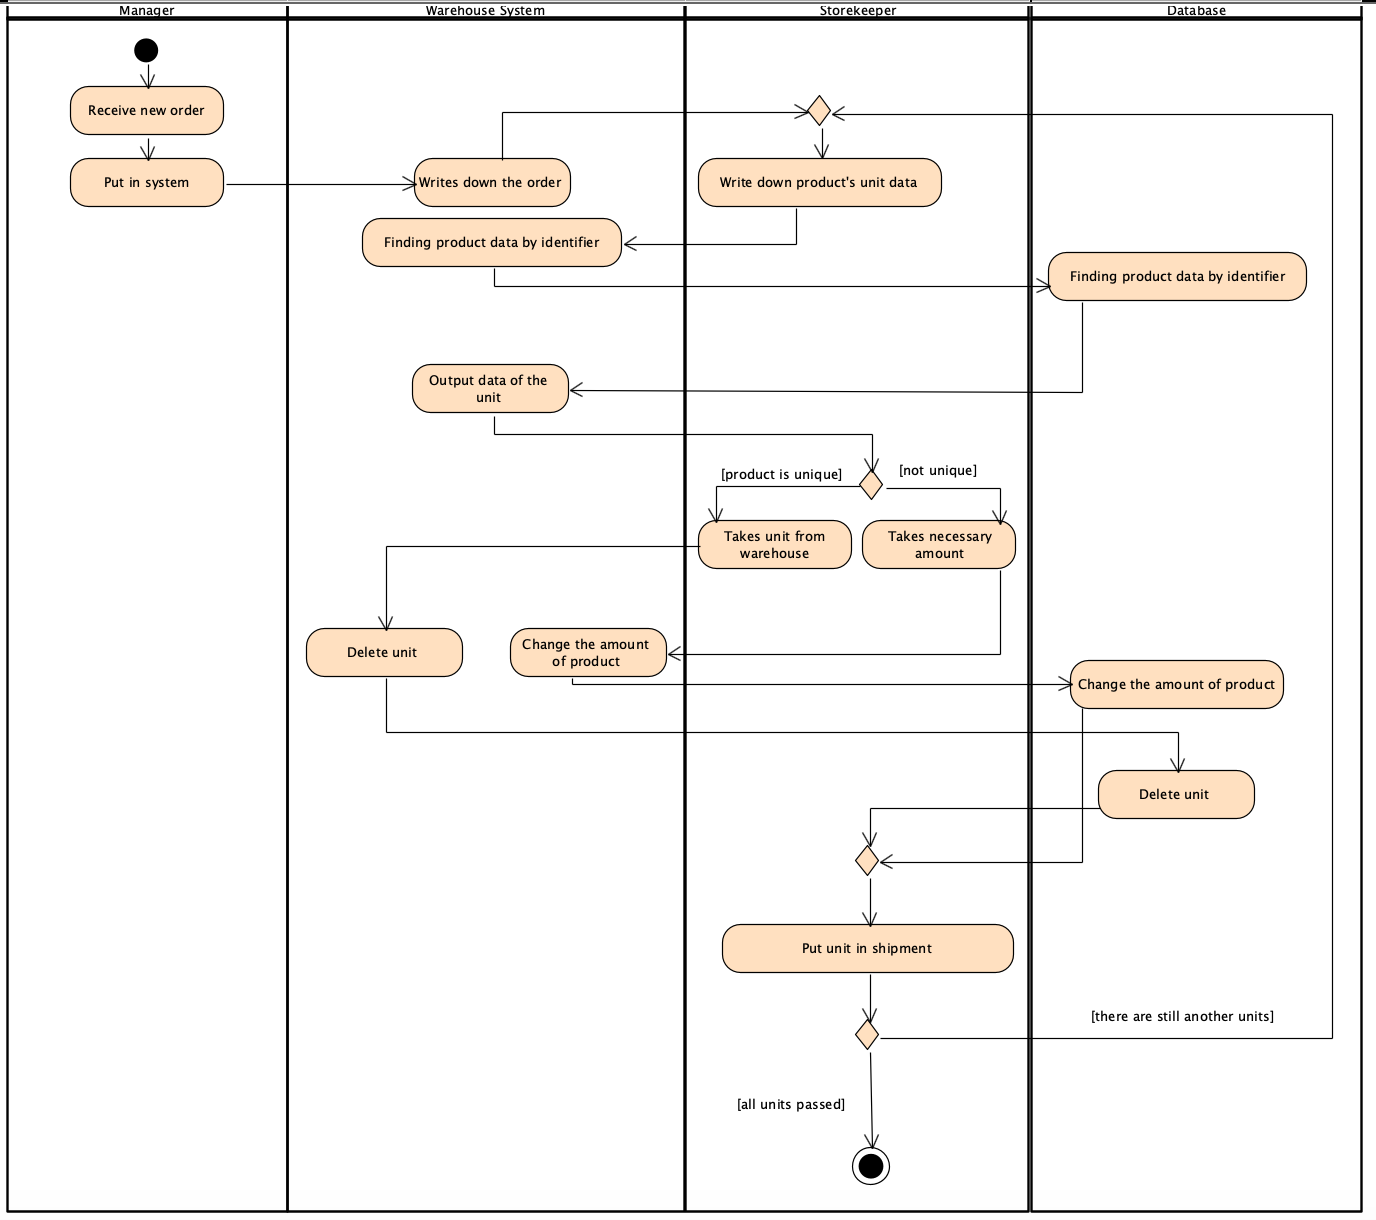 Manager
Warehouse System
Storekeeper
Database
Receive new order
Put in system
Writes down the order
Write down product's unit data
Finding product data by identifier
Finding product data by identifier
Output data of the
unit
[product is unique]
[not unique]
Takes unit from
warehouse
Takes necessary
amount
Delete unit
Change the amount
of product
Change the amount of product
Delete unit
Put unit in shipment
[there are still another units]
[all units passed]